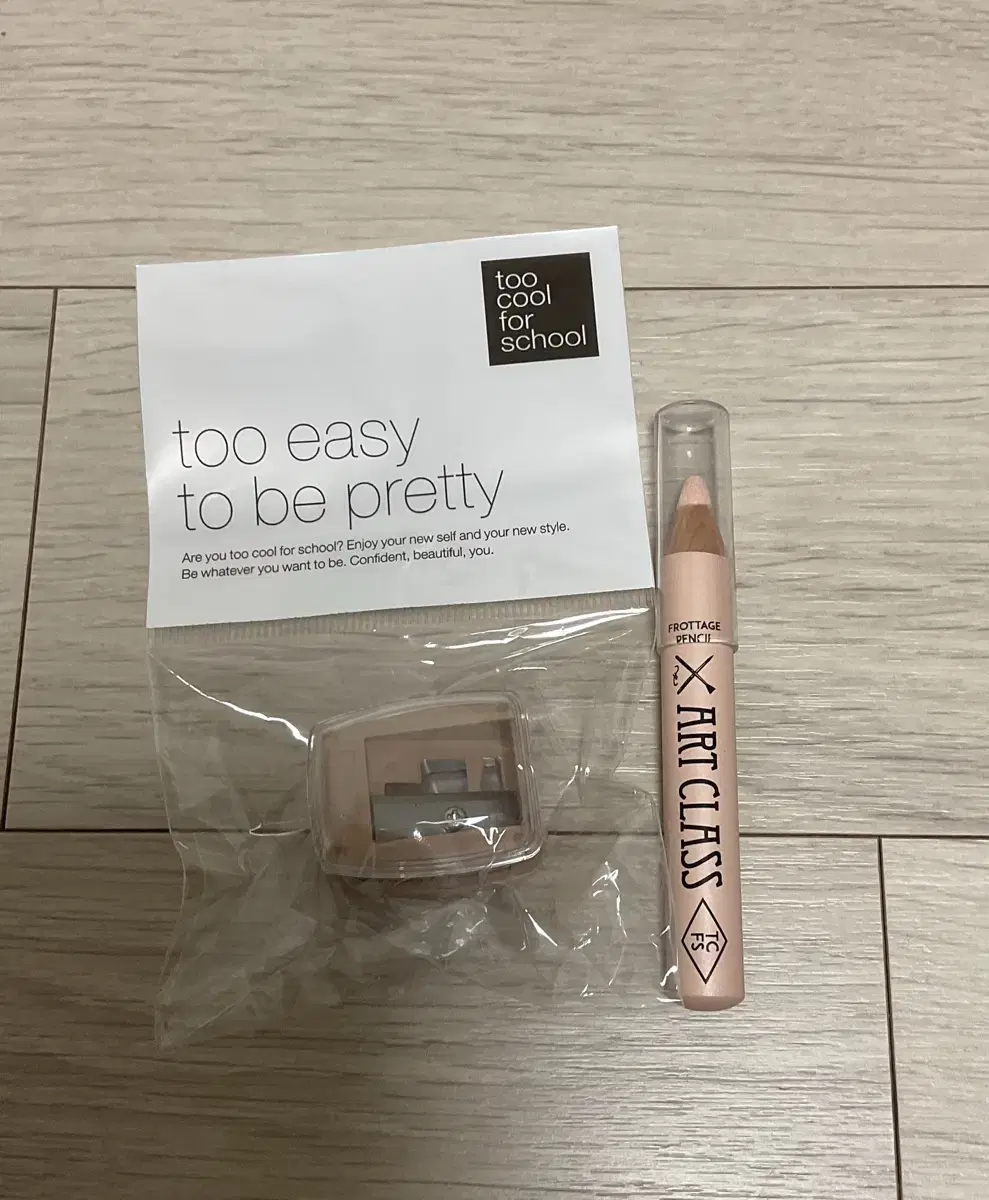 too
cool
for
school
too easy
to be pretty
Are you too cool for school? Enjoy your new self and your new style.
Be whatever you want to be. Confident, beautiful, you.
FROTTAGE
PENCIL
ART CLASS
TC
FS